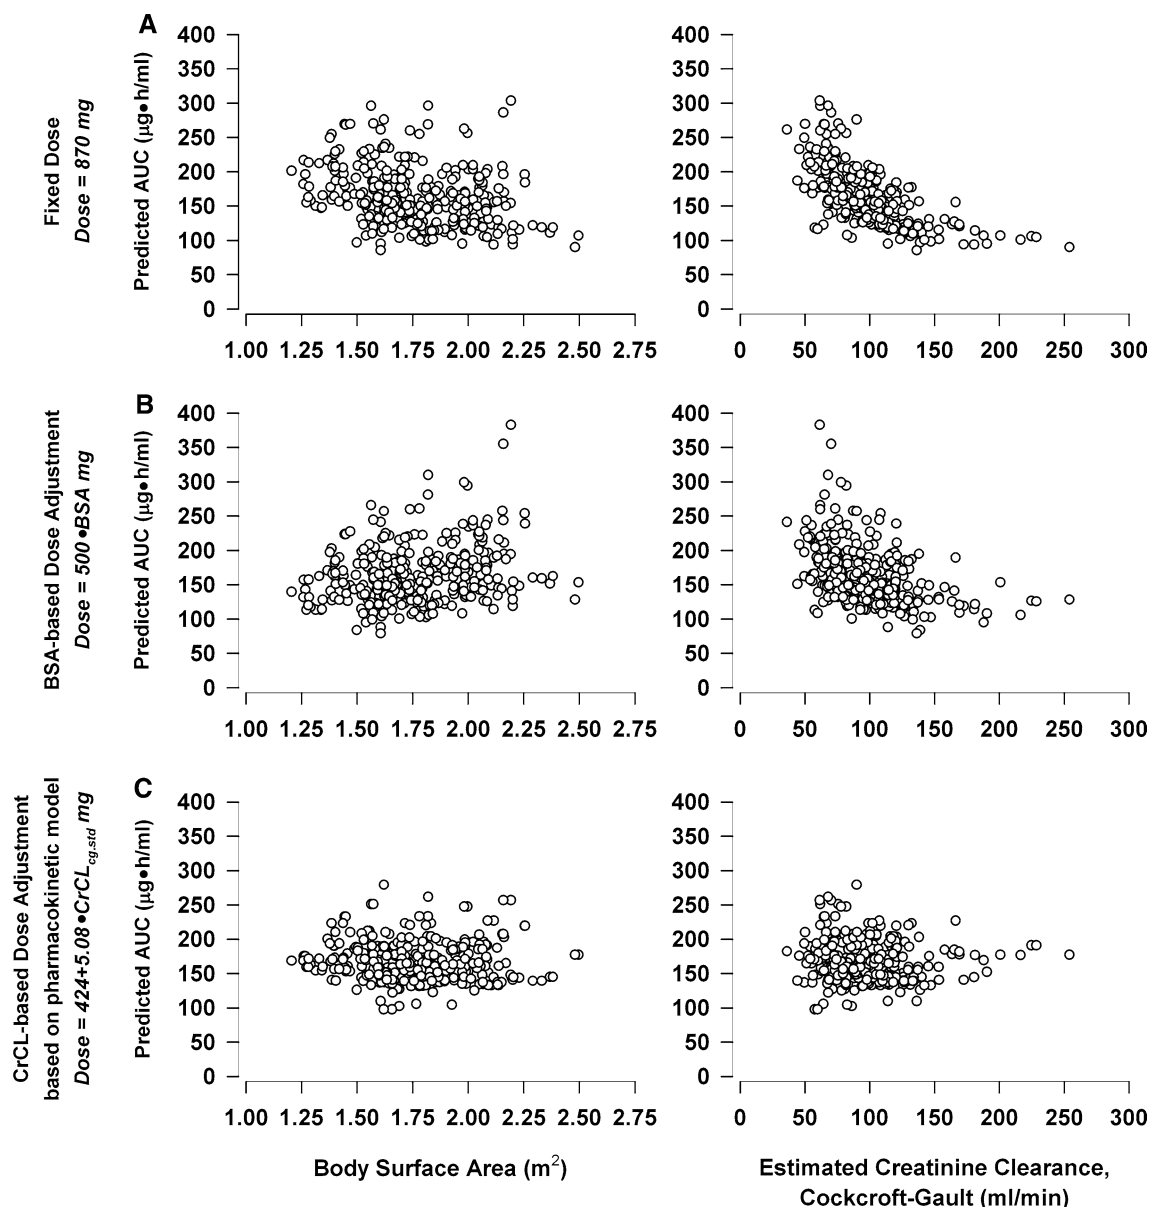 A
Fixed Dose
Dose = 870 mg
Predicted AUC (µg•h/ml)
400
350
300
250
200
150
100
50
0
1.00 1.25 1.50 1.75 2.00 2.25 2.50 2.75
400
350
300
250
200
150
100
50
0
0 50 100 150 200 250 300
B
BSA-based Dose Adjustment
Dose = 500•BSA mg
Predicted AUC (µg•h/ml)
400
350
300
250
200
150
100
50
0
1.00 1.25 1.50 1.75 2.00 2.25 2.50 2.75
400
350
300
250
200
150
100
50
0
0 50 100 150 200 250 300
C
CrCL-based Dose Adjustment
based on pharmacokinetic model
Dose = 424+5.08•CrCLcg.std mg
Predicted AUC (µg•h/ml)
400
350
300
250
200
150
100
50
0
1.00 1.25 1.50 1.75 2.00 2.25 2.50 2.75
Body Surface Area (m²)
400
350
300
250
200
150
100
50
0
0 50 100 150 200 250 300
Estimated Creatinine Clearance,
Cockcroft-Gault (ml/min)